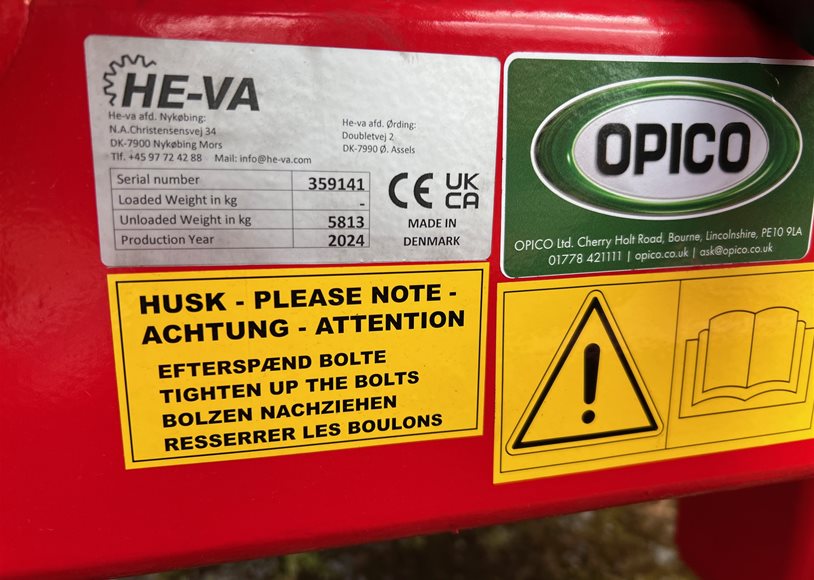 HE-VA
He-va afd. Nykøbing:
N.A.Christensensvej 34
DK-7900 Nykøbing Mors
Tlf. +45 97 72 42 88 Mail: info@he-va.com
He-va afd. Ørding:
Doubletvej 2
DK-7990 Ø. Assels
Serial number 359141
Loaded Weight in kg -
Unloaded Weight in kg 5813
Production Year 2024
CE UK
CA
MADE IN
DENMARK
OPICO
OPICO Ltd. Cherry Holt Road, Bourne, Lincolnshire, PE10 9LA
01778 421111 | opico.co.uk | ask@opico.co.uk
HUSK - PLEASE NOTE -
ACHTUNG - ATTENTION
EFTERSPÆND BOLTE
TIGHTEN UP THE BOLTS
BOLZEN NACHZIEHEN
RESSERRER LES BOULONS
!